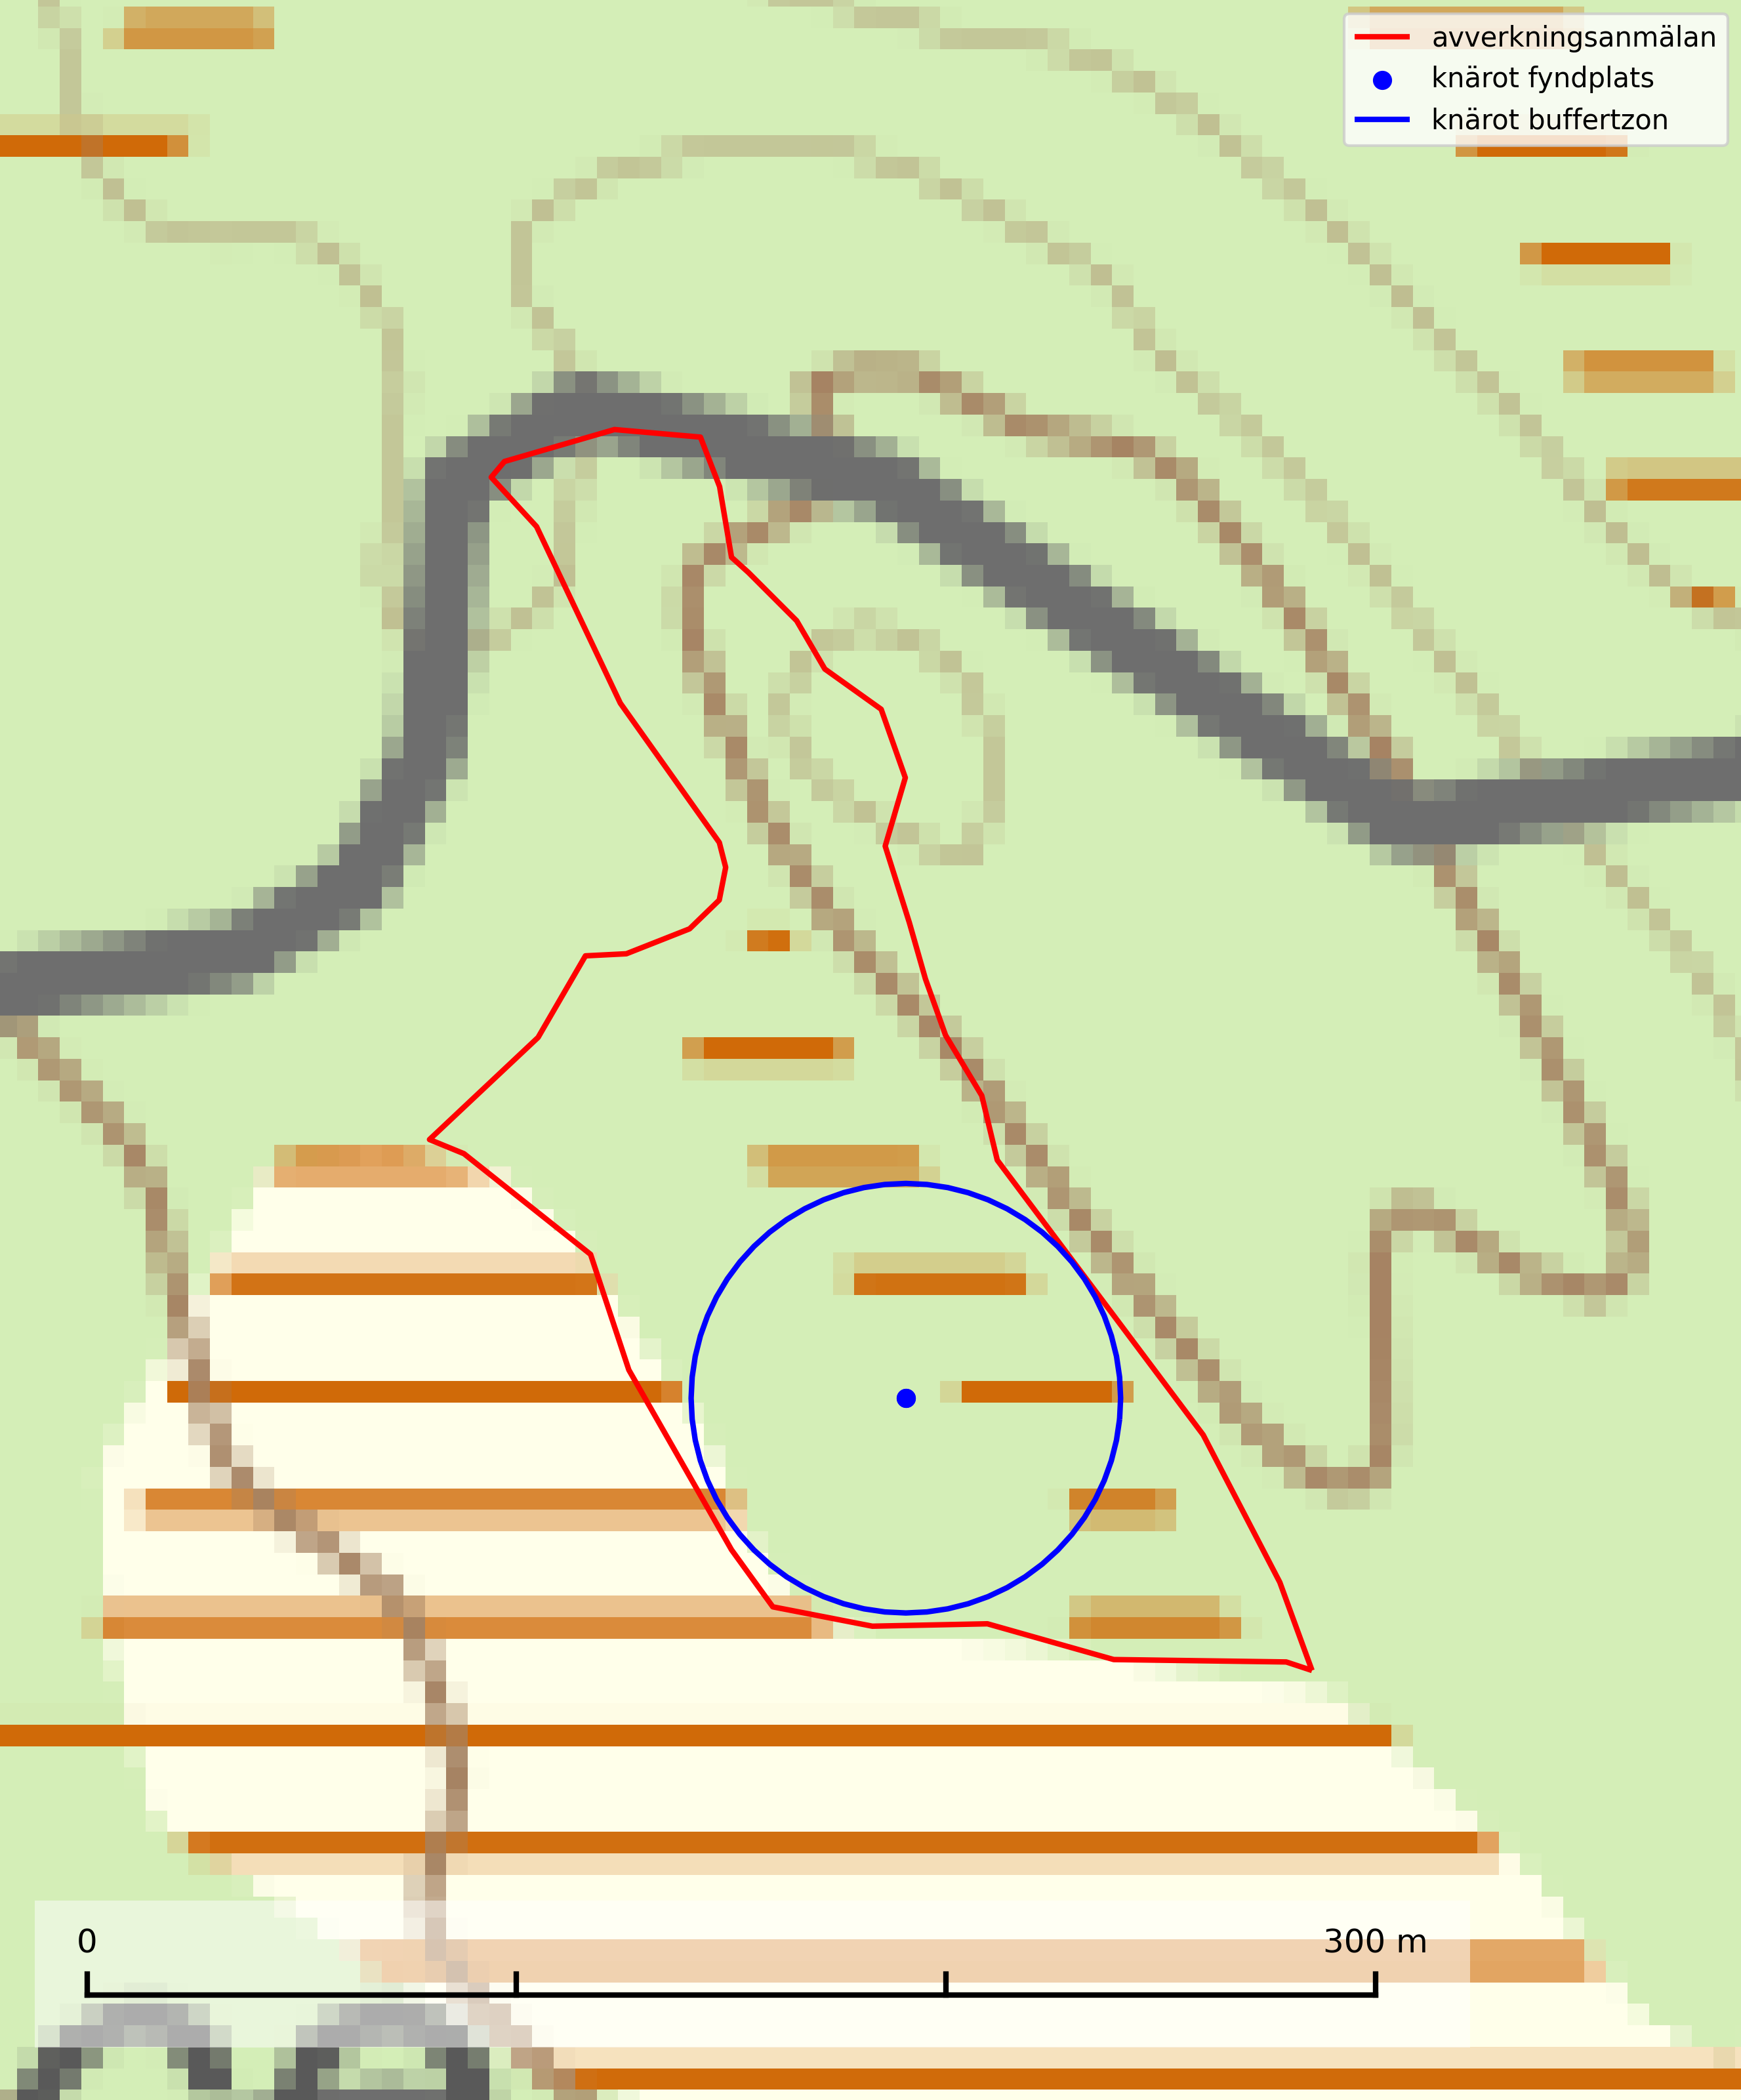 avverkningsanmälan
knärot fyndplats
knärot buffertzon
0 300 m